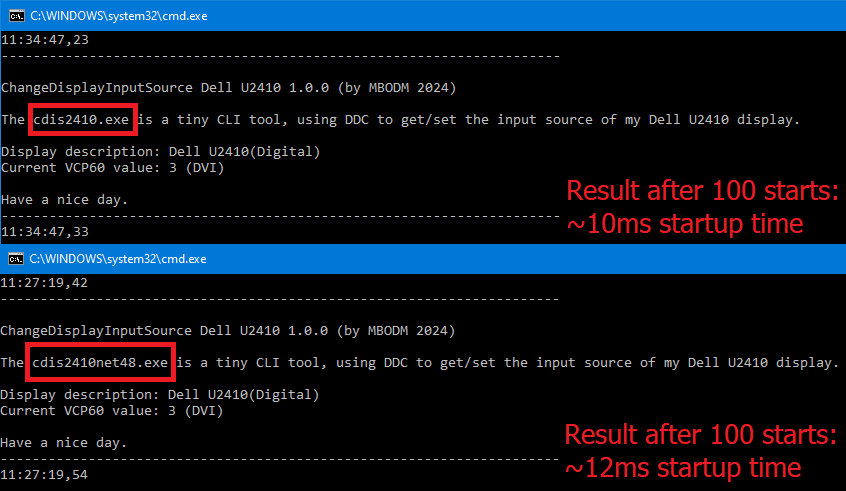 C:\WINDOWS\system32\cmd.exe
11:34:47,23
----------------------------------------------------------------------
ChangeDisplayInputSource Dell U2410 1.0.0 (by MBODM 2024)
The cdis2410.exe is a tiny CLI tool, using DDC to get/set the input source of my Dell U2410 display.
Display description: Dell U2410(Digital)
Current VCP60 value: 3 (DVI)
Have a nice day.
----------------------------------------------------------------------
11:34:47,33
Result after 100 starts:
~10ms startup time
C:\WINDOWS\system32\cmd.exe
11:27:19,42
----------------------------------------------------------------------
ChangeDisplayInputSource Dell U2410 1.0.0 (by MBODM 2024)
The cdis2410net48.exe is a tiny CLI tool, using DDC to get/set the input source of my Dell U2410 display.
Display description: Dell U2410(Digital)
Current VCP60 value: 3 (DVI)
Have a nice day.
----------------------------------------------------------------------
11:27:19,54
Result after 100 starts:
~12ms startup time